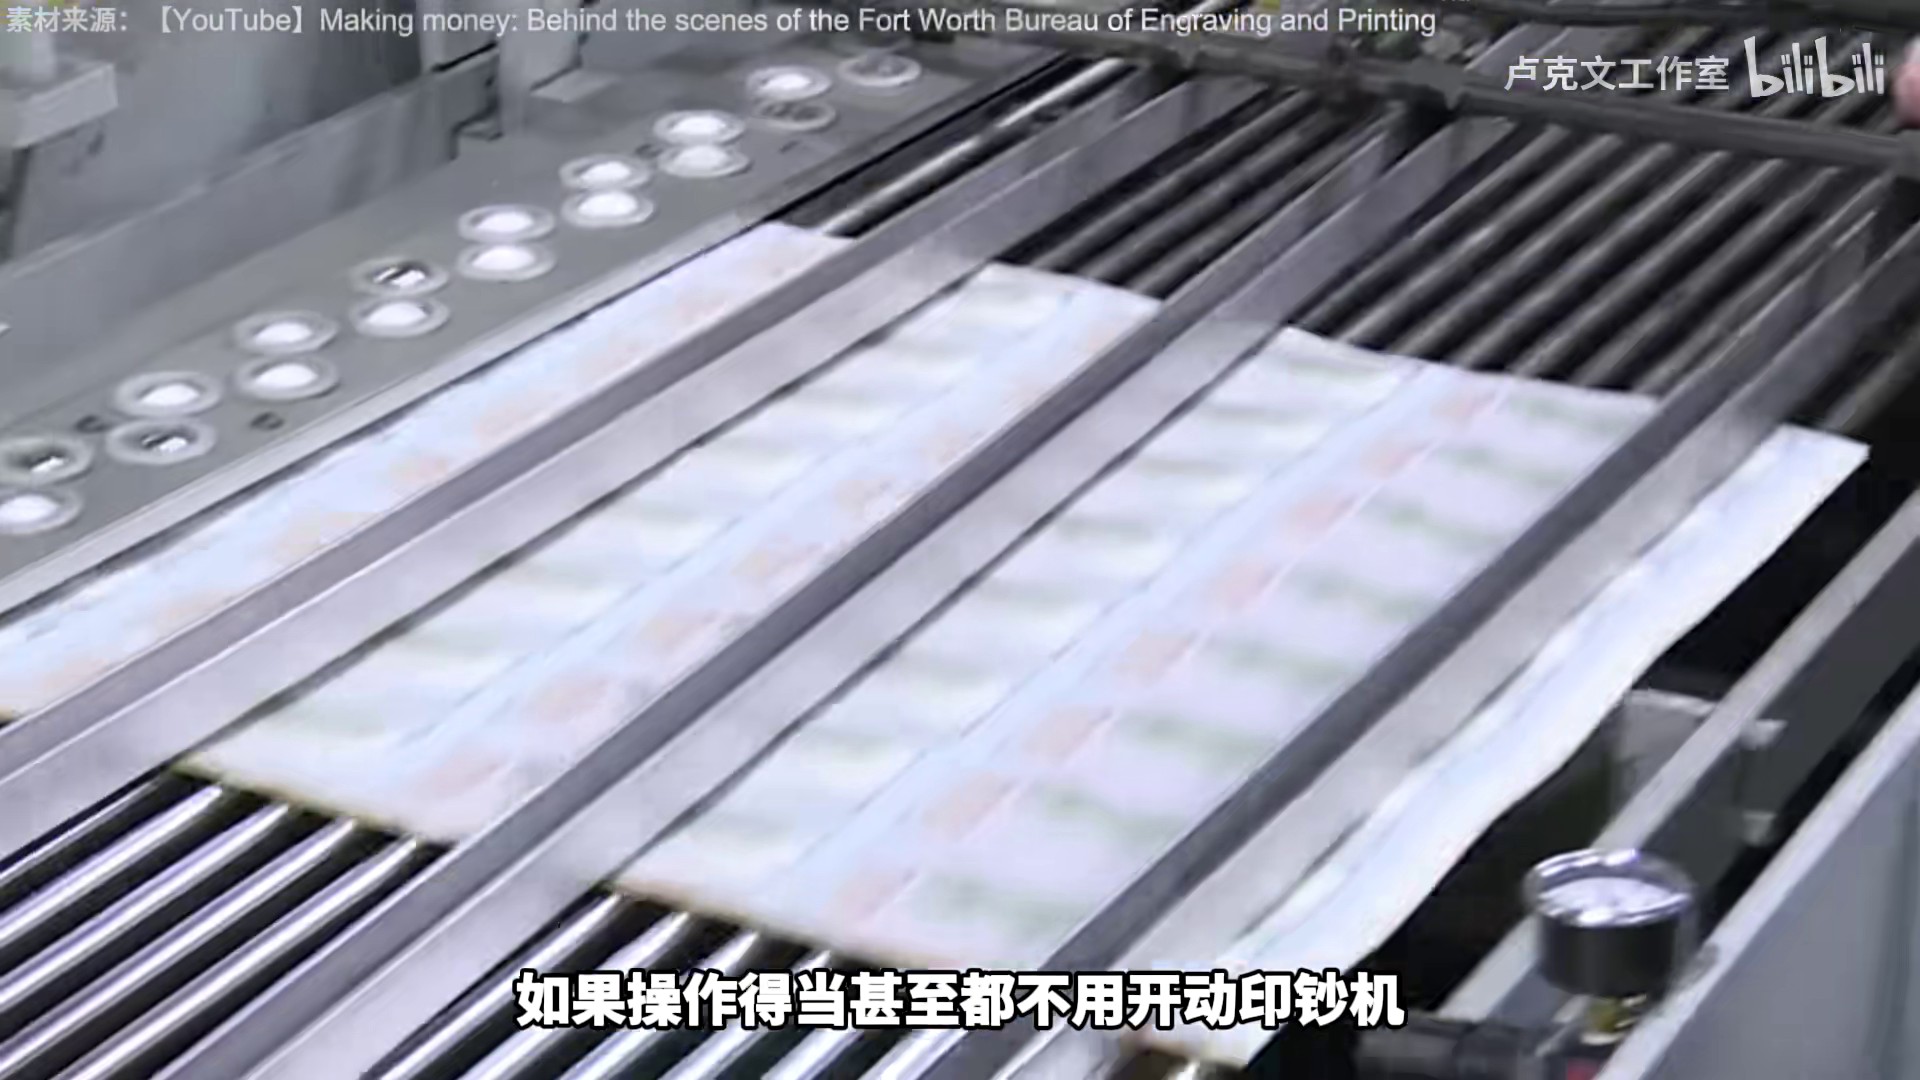 素材来源：【YouTube】Making money: Behind the scenes of the Fort Worth Bureau of Engraving and Printing
卢克文工作室 bilibili
如果操作得当甚至都不用开动印钞机